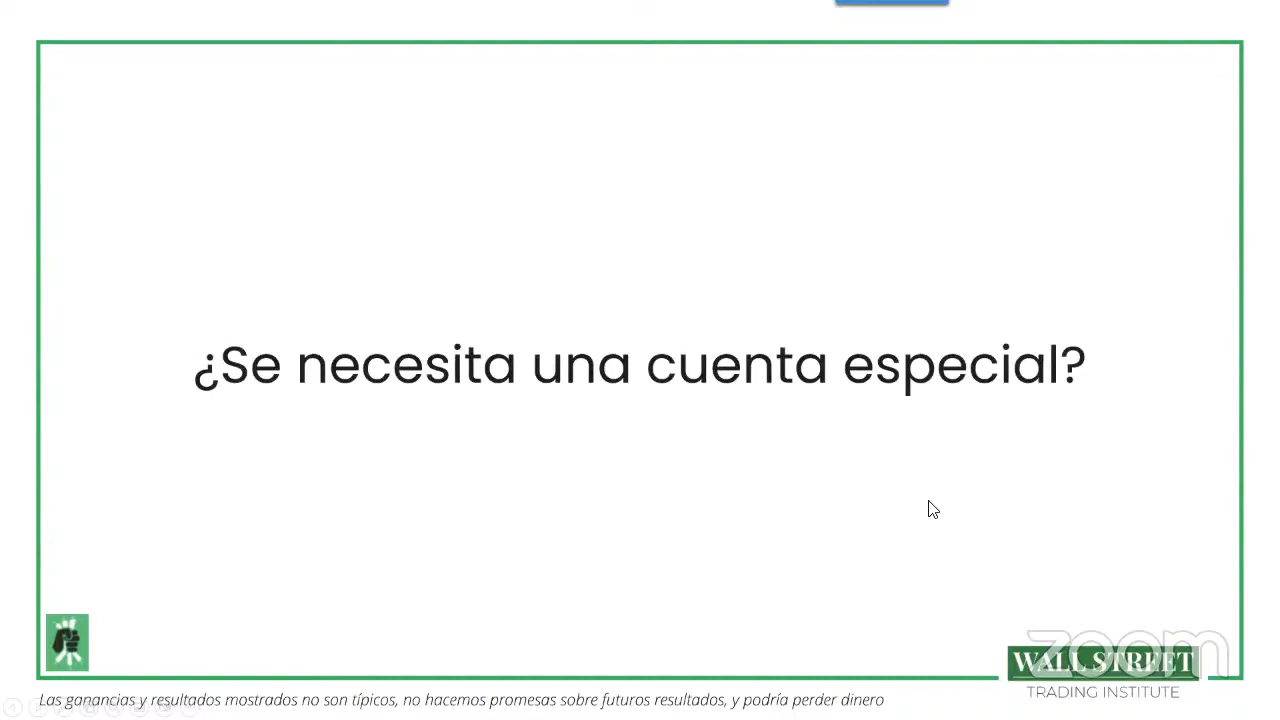 ¿Se necesita una cuenta especial?
zoom
WALL STREET
TRADING INSTITUTE
Las ganancias y resultados mostrados no son típicos, no hacemos promesas sobre futuros resultados, y podría perder dinero